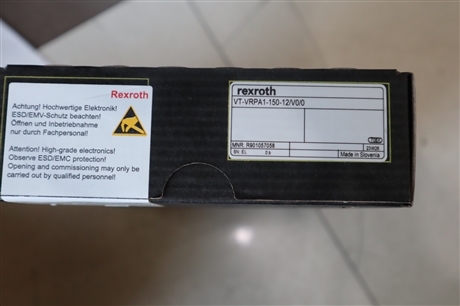 Rexroth
Achtung! Hochwertige Elektronik!
ESD/EMV-Schutz beachten!
Öffnen und Inbetriebnahme
nur durch Fachpersonal!
Attention! High-grade electronics!
Observe ESD/EMC protection!
Opening and commissioning may only be
carried out by qualified personnel!
rexroth
VT-VRPA1-150-12/V0/0
MNR: R901057058
SN: EL
Made in Slovenia